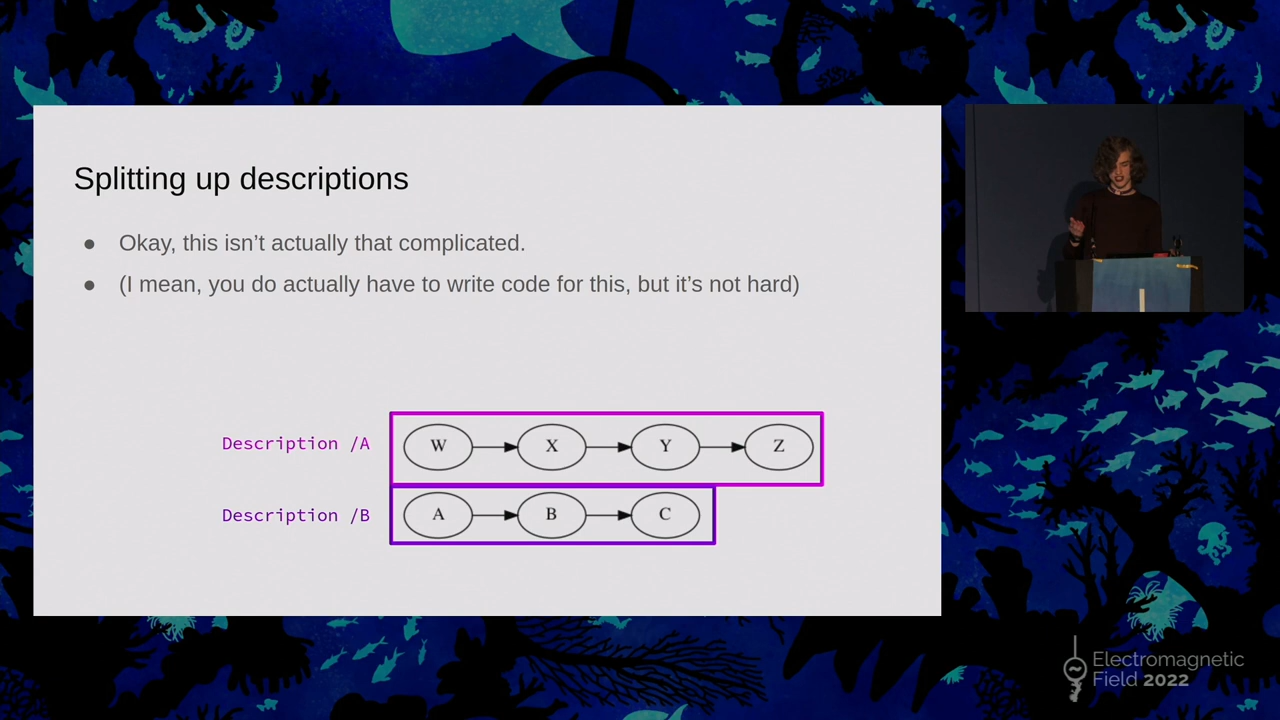 Splitting up descriptions
● Okay, this isn’t actually that complicated.
● (I mean, you do actually have to write code for this, but it’s not hard)
Description /A
W X Y Z
Description /B
A B C
Electromagnetic
Field 2022